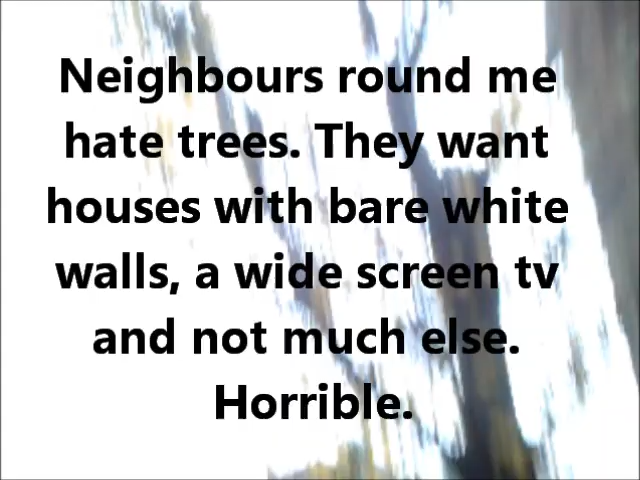 Neighbours round me
hate trees. They want
houses with bare white
walls, a wide screen tv
and not much else.
Horrible.